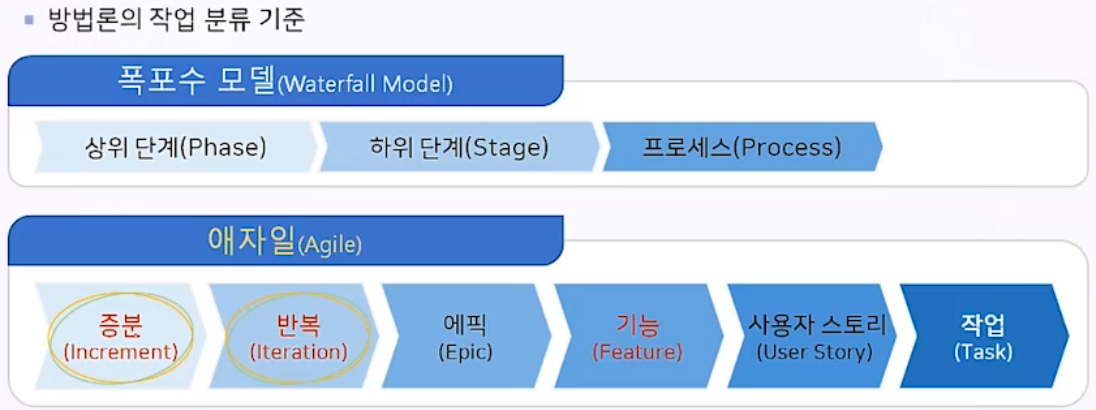 방법론의 작업 분류 기준
폭포수 모델(Waterfall Model)
상위 단계(Phase)
하위 단계(Stage)
프로세스(Process)
애자일(Agile)
증분
(Increment)
반복
(Iteration)
에픽
(Epic)
기능
(Feature)
사용자 스토리
(User Story)
작업
(Task)